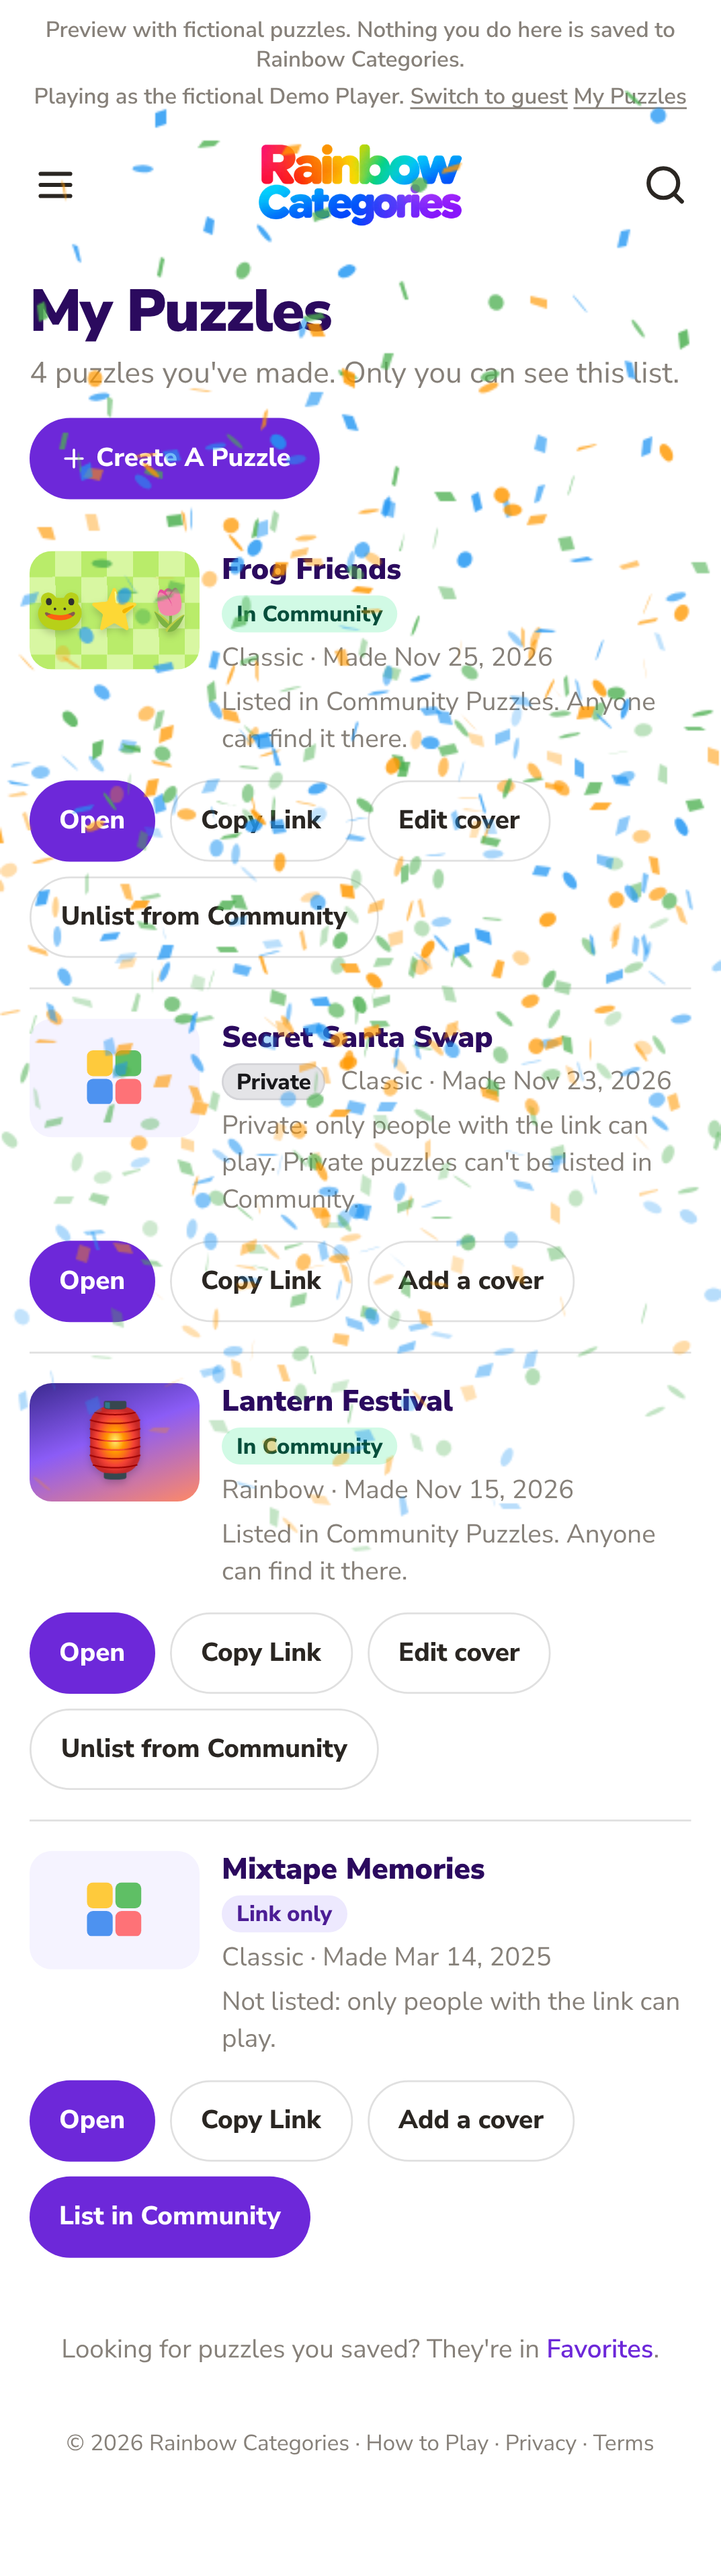 Preview with fictional puzzles. Nothing you do here is saved to
Rainbow Categories.
Playing as the fictional Demo Player. Switch to guest My Puzzles
Rainbow
Categories
My Puzzles
4 puzzles you've made. Only you can see this list.
+ Create A Puzzle
Frog Friends
In Community
Classic · Made Nov 25, 2026
Listed in Community Puzzles. Anyone
can find it there.
Open Copy Link Edit cover
Unlist from Community
Secret Santa Swap
Private Classic · Made Nov 23, 2026
Private: only people with the link can
play. Private puzzles can't be listed in
Community.
Open Copy Link Add a cover
Lantern Festival
In Community
Rainbow · Made Nov 15, 2026
Listed in Community Puzzles. Anyone
can find it there.
Open Copy Link Edit cover
Unlist from Community
Mixtape Memories
Link only
Classic · Made Mar 14, 2025
Not listed: only people with the link can
play.
Open Copy Link Add a cover
List in Community
Looking for puzzles you saved? They're in Favorites.
© 2026 Rainbow Categories · How to Play · Privacy · Terms